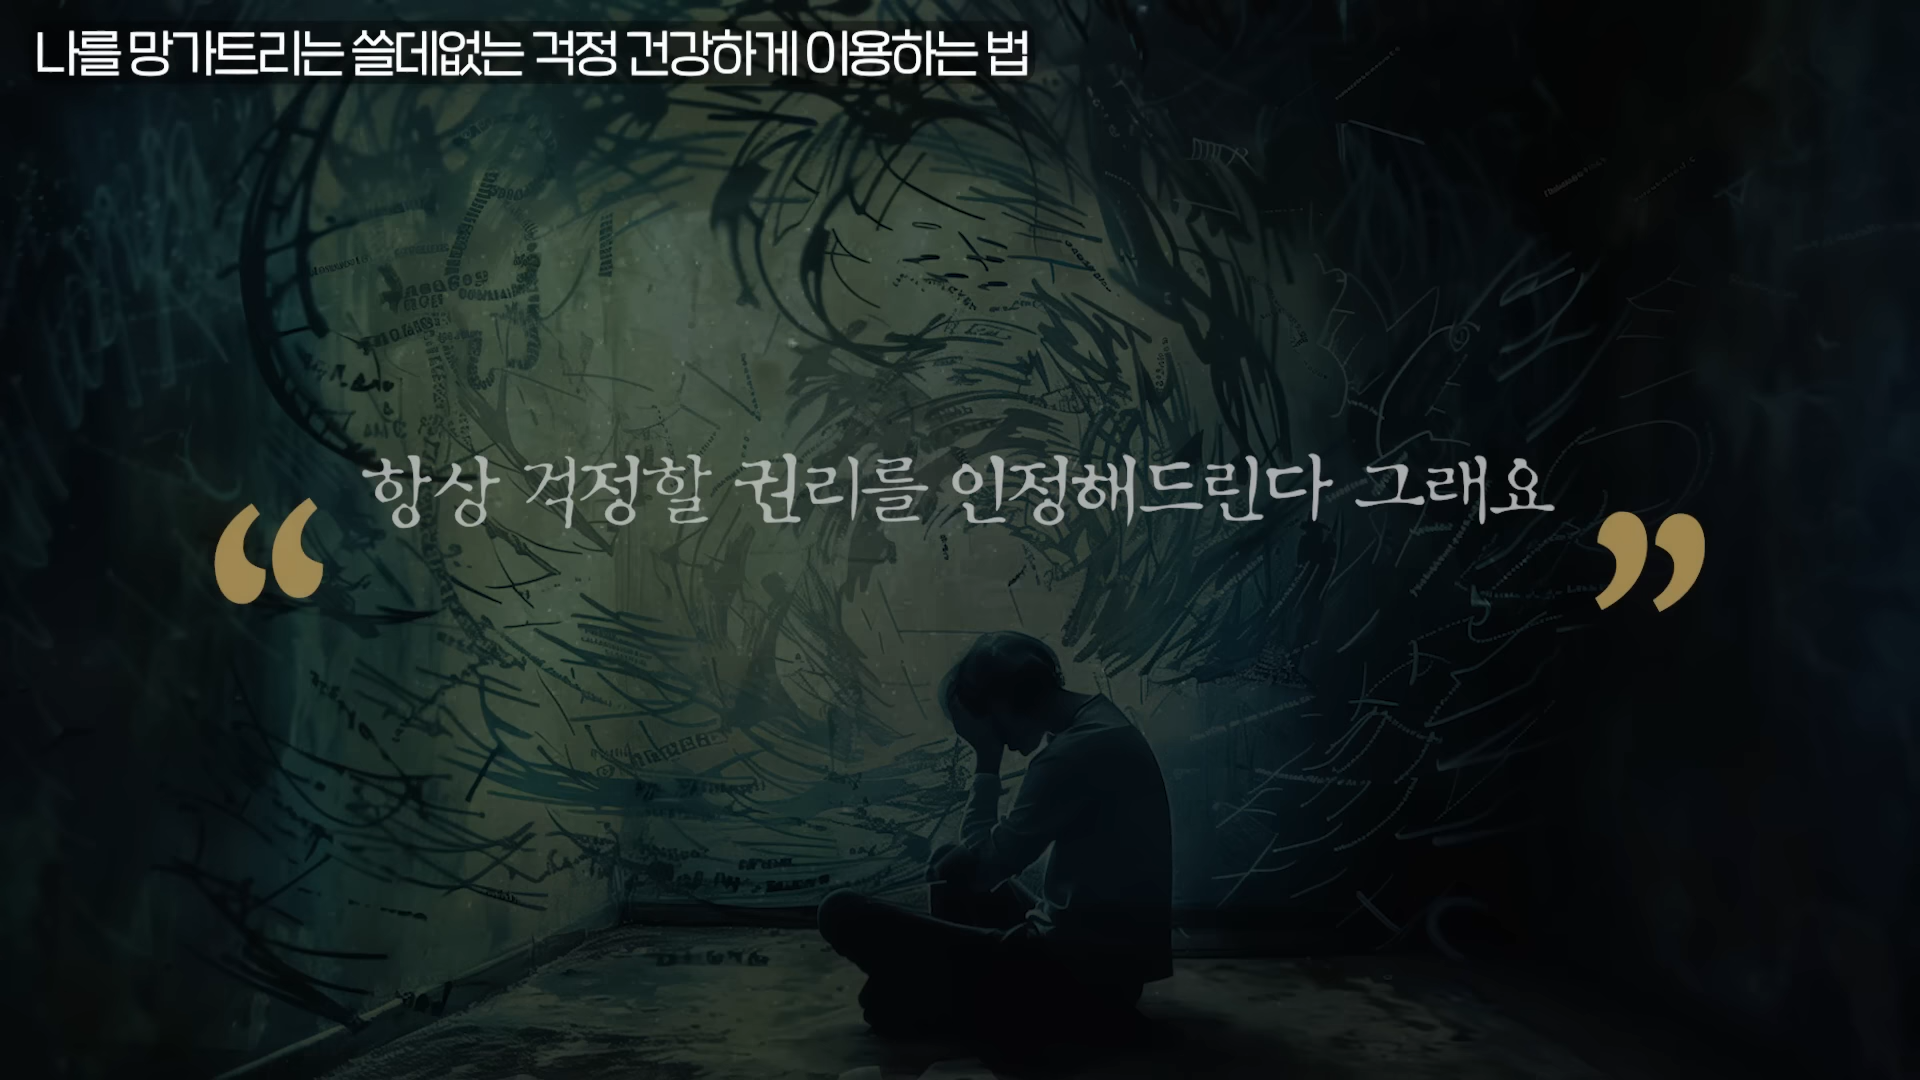 나를 망가트리는 쓸데없는 걱정 건강하게 이용하는 법
“ 항상 걱정할 권리를 인정해드린다 그래요 ”